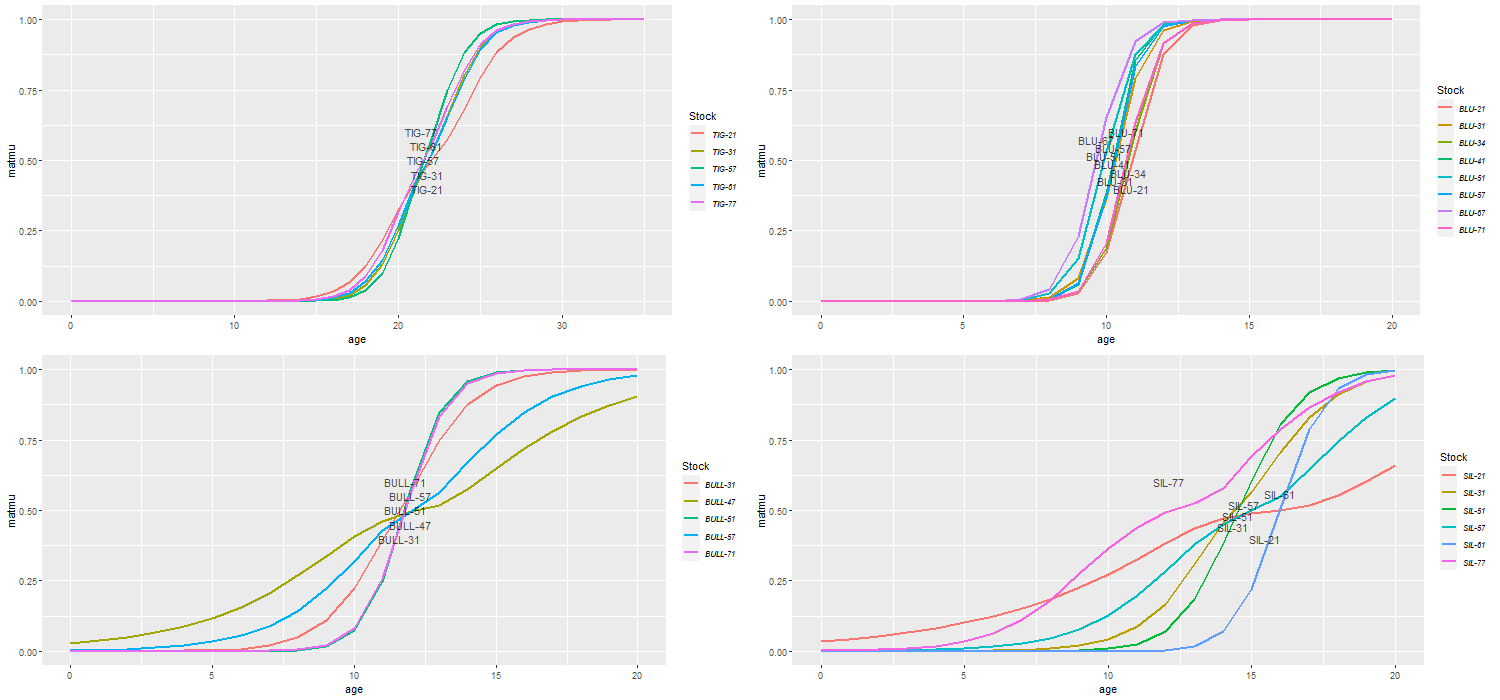 1.00
0.75
0.50
0.25
0.00
matmu
TIG-77
TIG-61
TIG-57
TIG-31
TIG-21
0
10
20
30
age
Stock
TIG-21
TIG-31
TIG-57
TIG-61
TIG-77
1.00
0.75
0.50
0.25
0.00
matmu
BLU-71
BLU-67
BLU-57
BLU-51
BLU-41
BLU-34
BLU-31
BLU-21
0
5
10
15
20
age
Stock
BLU-21
BLU-31
BLU-34
BLU-41
BLU-51
BLU-57
BLU-67
BLU-71
1.00
0.75
0.50
0.25
0.00
matmu
BULL-71
BULL-57
BULL-51
BULL-47
BULL-31
0
5
10
15
20
age
Stock
BULL-31
BULL-47
BULL-51
BULL-57
BULL-71
1.00
0.75
0.50
0.25
0.00
matmu
SIL-77
SIL-61
SIL-57
SIL-51
SIL-31
SIL-21
0
5
10
15
20
age
Stock
SIL-21
SIL-31
SIL-51
SIL-57
SIL-61
SIL-77